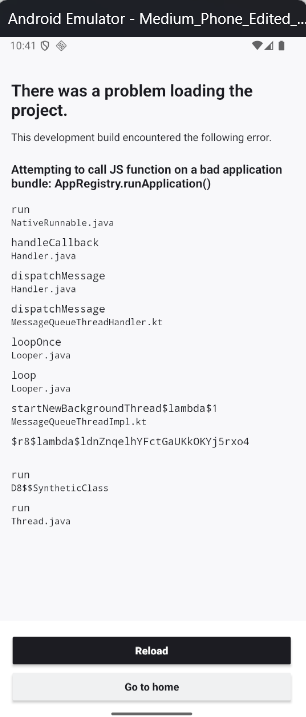 Android Emulator - Medium_Phone_Edited_...
10:41
There was a problem loading the
project.
This development build encountered the following error.
Attempting to call JS function on a bad application
bundle: AppRegistry.runApplication()
run
NativeRunnable.java
handleCallback
Handler.java
dispatchMessage
Handler.java
dispatchMessage
MessageQueueThreadHandler.kt
loopOnce
Looper.java
loop
Looper.java
startNewBackgroundThread$lambda$1
MessageQueueThreadImpl.kt
$r8$lambda$ldnZnqelhYFctGaUKkOKYj5rxo4
run
D8$$SyntheticClass
run
Thread.java
Reload
Go to home